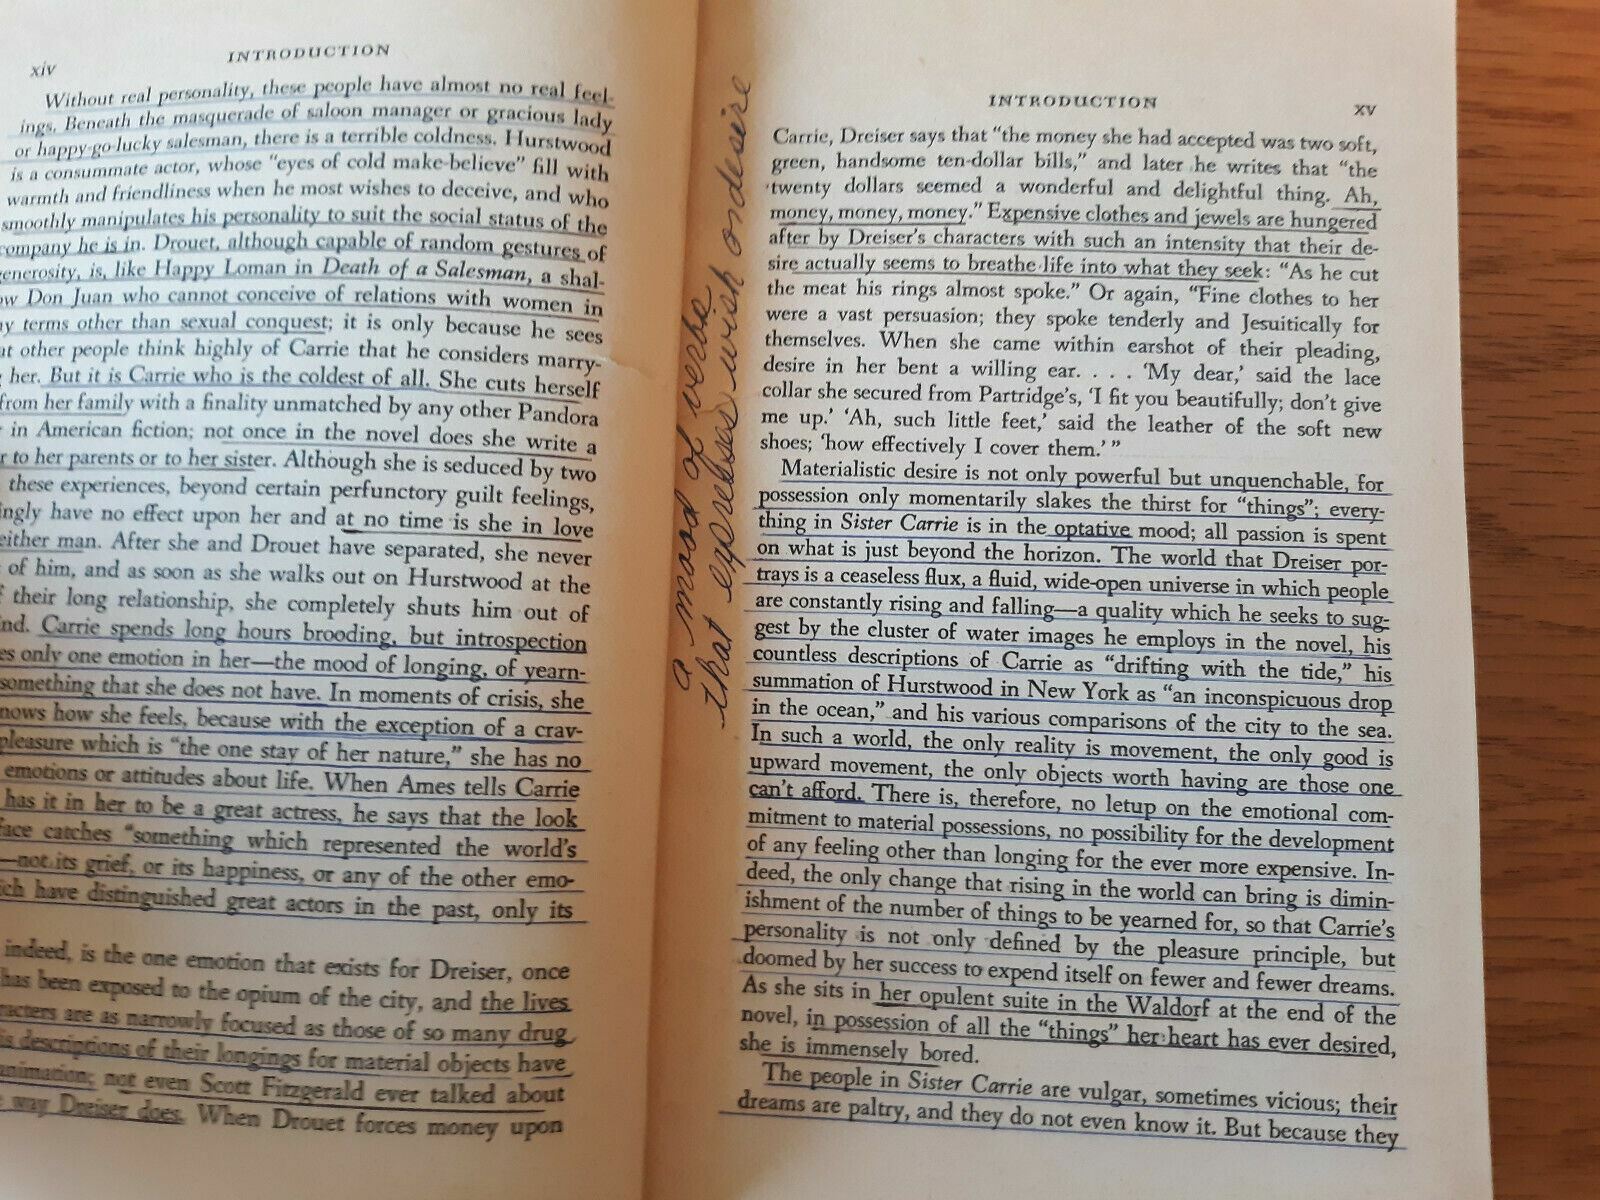 xiv
INTRODUCTION
Without real personality, these people have almost no real feel-
ings. Beneath the masquerade of saloon manager or gracious lady
or happy-go-lucky salesman, there is a terrible coldness. Hurstwood
is a consummate actor, whose "eyes of cold make-believe" fill with
warmth and friendliness when he most wishes to deceive, and who
smoothly manipulates his personality to suit the social status of the
company he is in. Drouet, although capable of random gestures of
enerosity, is, like Happy Loman in Death of a Salesman, a shal-
ow Don Juan who cannot conceive of relations with women in
y terms other than sexual conquest; it is only because he sees
at other people think highly of Carrie that he considers marry-
her. But it is Carrie who is the coldest of all. She cuts herself
from her family with a finality unmatched by any other Pandora
in American fiction; not once in the novel does she write a
r to her parents or to her sister. Although she is seduced by two
these experiences, beyond certain perfunctory guilt feelings,
ingly have no effect upon her and at no time is she in love
either man. After she and Drouet have separated, she never
of him, and as soon as she walks out on Hurstwood at the
f their long relationship, she completely shuts him out of
nd. Carrie spends long hours brooding, but introspection
es only one emotion in her—the mood of longing, of yearn-
something that she does not have. In moments of crisis, she
nows how she feels, because with the exception of a crav-
pleasure which is "the one stay of her nature," she has no
emotions or attitudes about life. When Ames tells Carrie
has it in her to be a great actress, he says that the look
face catches "something which represented the world's
—not its grief, or its happiness, or any of the other emo-
ich have distinguished great actors in the past, only its
indeed, is the one emotion that exists for Dreiser, once
has been exposed to the opium of the city, and the lives
racters are as narrowly focused as those of so many drug
is descriptions of their longings for material objects have
animation; not even Scott Fitzgerald ever talked about
e way Dreiser does. When Drouet forces money upon
a mood of verbs
that expresses wish or desire
INTRODUCTION
xv
Carrie, Dreiser says that "the money she had accepted was two soft,
green, handsome ten-dollar bills," and later he writes that "the
twenty dollars seemed a wonderful and delightful thing. Ah,
money, money, money." Expensive clothes and jewels are hungered
after by Dreiser's characters with such an intensity that their de-
sire actually seems to breathe life into what they seek: "As he cut
the meat his rings almost spoke." Or again, "Fine clothes to her
were a vast persuasion; they spoke tenderly and Jesuitically for
themselves. When she came within earshot of their pleading,
desire in her bent a willing ear. . . . 'My dear,' said the lace
collar she secured from Partridge's, 'I fit you beautifully; don't give
me up.' 'Ah, such little feet,' said the leather of the soft new
shoes; 'how effectively I cover them.' "
Materialistic desire is not only powerful but unquenchable, for
possession only momentarily slakes the thirst for "things"; every-
thing in Sister Carrie is in the optative mood; all passion is spent
on what is just beyond the horizon. The world that Dreiser por-
trays is a ceaseless flux, a fluid, wide-open universe in which people
are constantly rising and falling—a quality which he seeks to sug-
gest by the cluster of water images he employs in the novel, his
countless descriptions of Carrie as "drifting with the tide," his
summation of Hurstwood in New York as "an inconspicuous drop
in the ocean," and his various comparisons of the city to the sea.
In such a world, the only reality is movement, the only good is
upward movement, the only objects worth having are those one
can't afford. There is, therefore, no letup on the emotional com-
mitment to material possessions, no possibility for the development
of any feeling other than longing for the ever more expensive. In-
deed, the only change that rising in the world can bring is dimin-
ishment of the number of things to be yearned for, so that Carrie's
personality is not only defined by the pleasure principle, but
doomed by her success to expend itself on fewer and fewer dreams.
As she sits in her opulent suite in the Waldorf at the end of the
novel, in possession of all the "things" her heart has ever desired,
she is immensely bored.
The people in Sister Carrie are vulgar, sometimes vicious; their
dreams are paltry, and they do not even know it. But because they